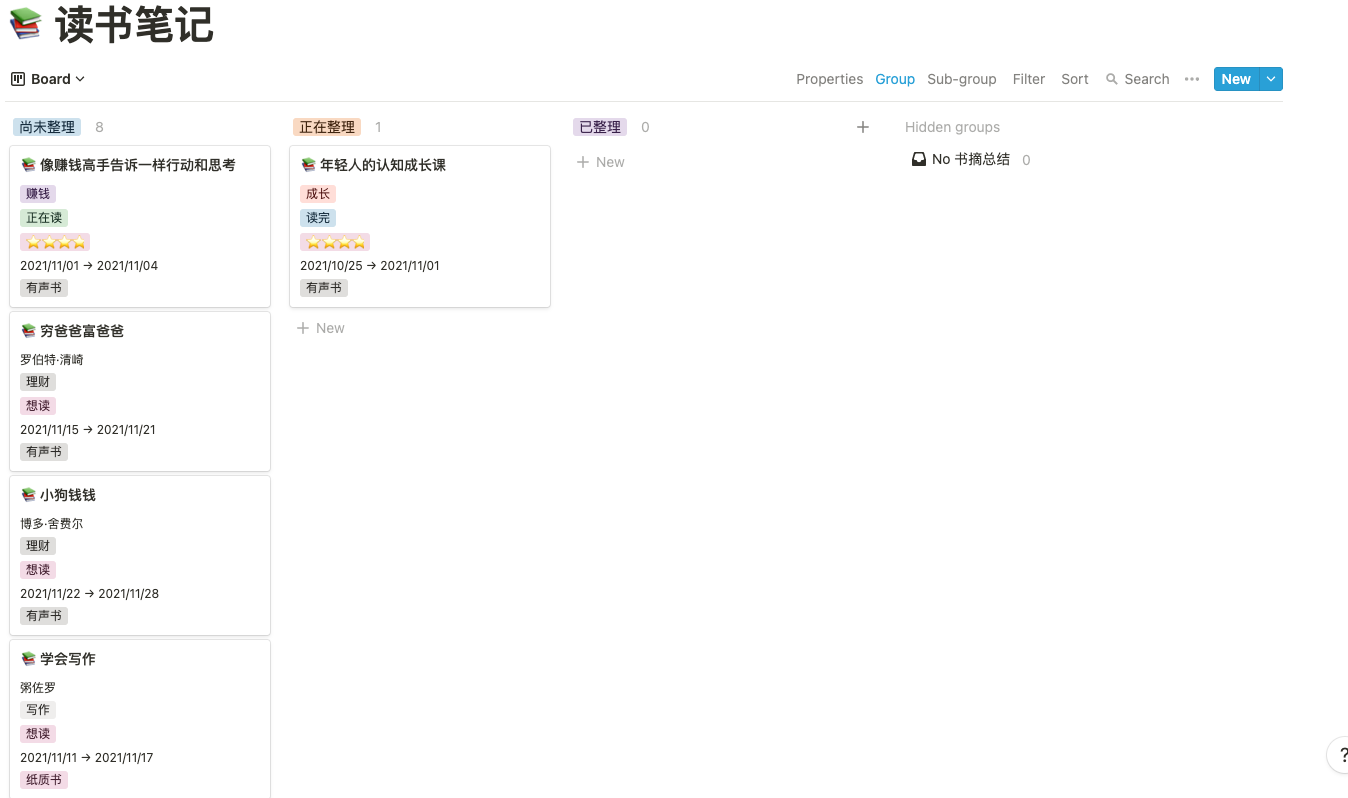 📚 读书笔记
Board
Properties Group Sub-group Filter Sort Search ••• New
尚未整理 8
📚 像赚钱高手告诉一样行动和思考
赚钱
正在读
⭐⭐⭐⭐
2021/11/01 → 2021/11/04
有声书
📚 穷爸爸富爸爸
罗伯特·清崎
理财
想读
2021/11/15 → 2021/11/21
有声书
📚 小狗钱钱
博多·舍费尔
理财
想读
2021/11/22 → 2021/11/28
有声书
📚 学会写作
粥佐罗
写作
想读
2021/11/11 → 2021/11/17
纸质书
正在整理 1
📚 年轻人的认知成长课
成长
读完
⭐⭐⭐⭐
2021/10/25 → 2021/11/01
有声书
+ New
已整理 0
+ New
+
Hidden groups
No 书摘总结 0
?